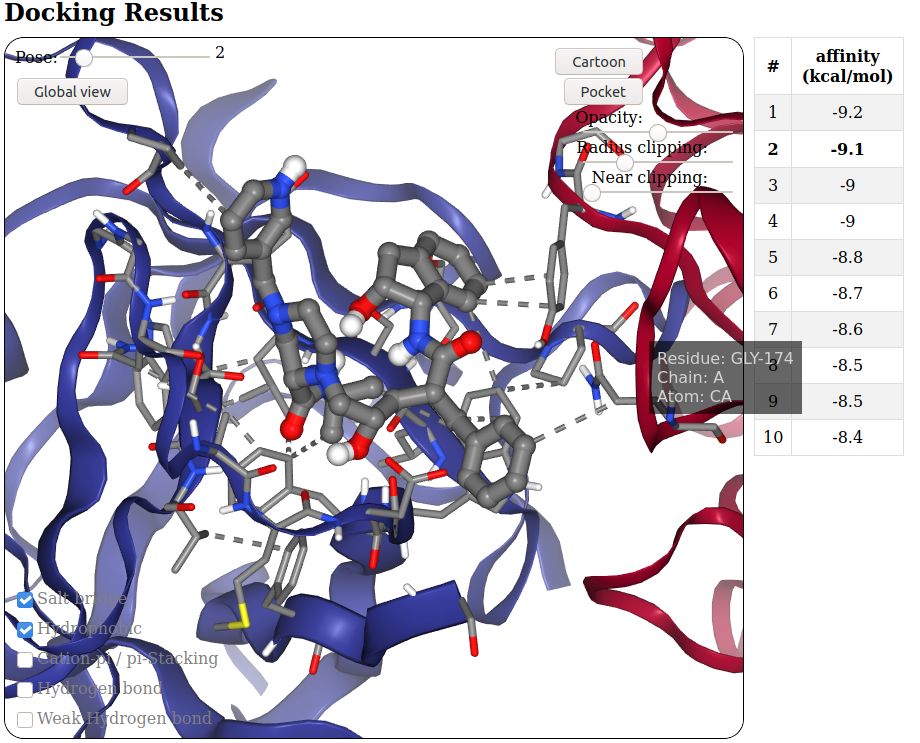 Docking Results
Pose: 2
Global view
Cartoon
Pocket
Opacity:
Radius clipping:
Near clipping:
Residue: GLY-174
Chain: A
Atom: CA
Salt bridge
Hydrophobic
Cation-pi / pi-Stacking
Hydrogen bond
Weak Hydrogen bond
# affinity
(kcal/mol)
1 -9.2
2 -9.1
3 -9
4 -9
5 -8.8
6 -8.7
7 -8.6
8 -8.5
9 -8.5
10 -8.4